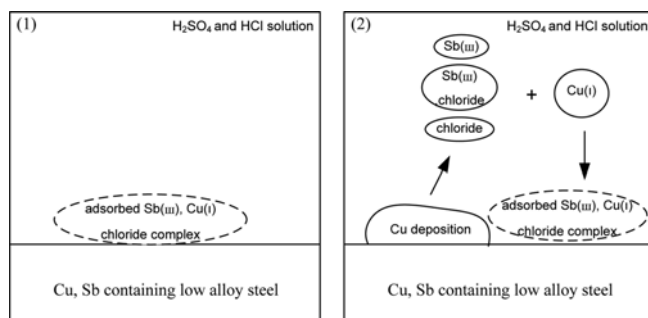 (1)
H₂SO₄ and HCl solution
adsorbed Sb(III), Cu(I)
chloride complex
Cu, Sb containing low alloy steel
(2)
H₂SO₄ and HCl solution
Sb(III)
Sb(III)
chloride
+
Cu(I)
chloride
Cu deposition
adsorbed Sb(III), Cu(I)
chloride complex
Cu, Sb containing low alloy steel